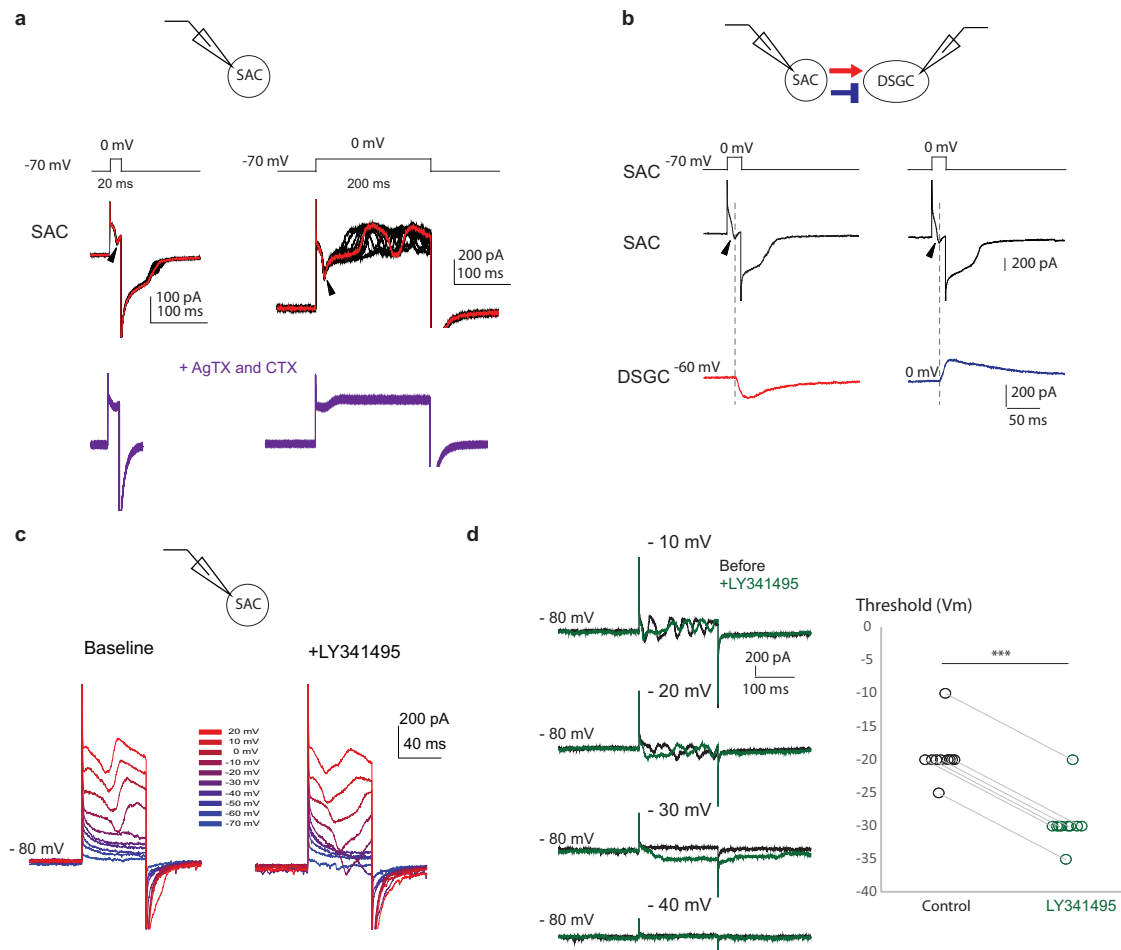 a
SAC
-70 mV
0 mV
20 ms
0 mV
-70 mV
200 ms
SAC
100 pA
100 ms
200 pA
100 ms
+ AgTX and CTX
b
SAC
DSGC
0 mV
-70 mV
SAC
0 mV
SAC
200 pA
DSGC
-60 mV
0 mV
200 pA
50 ms
c
SAC
Baseline
+LY341495
20 mV
10 mV
0 mV
-10 mV
-20 mV
-30 mV
-40 mV
-50 mV
-60 mV
-70 mV
200 pA
40 ms
- 80 mV
d
- 10 mV
Before
+LY341495
- 80 mV
200 pA
100 ms
- 20 mV
- 80 mV
- 30 mV
- 80 mV
- 40 mV
- 80 mV
Threshold (Vm)
0
-5
-10
-15
-20
-25
-30
-35
-40
***
Control
LY341495